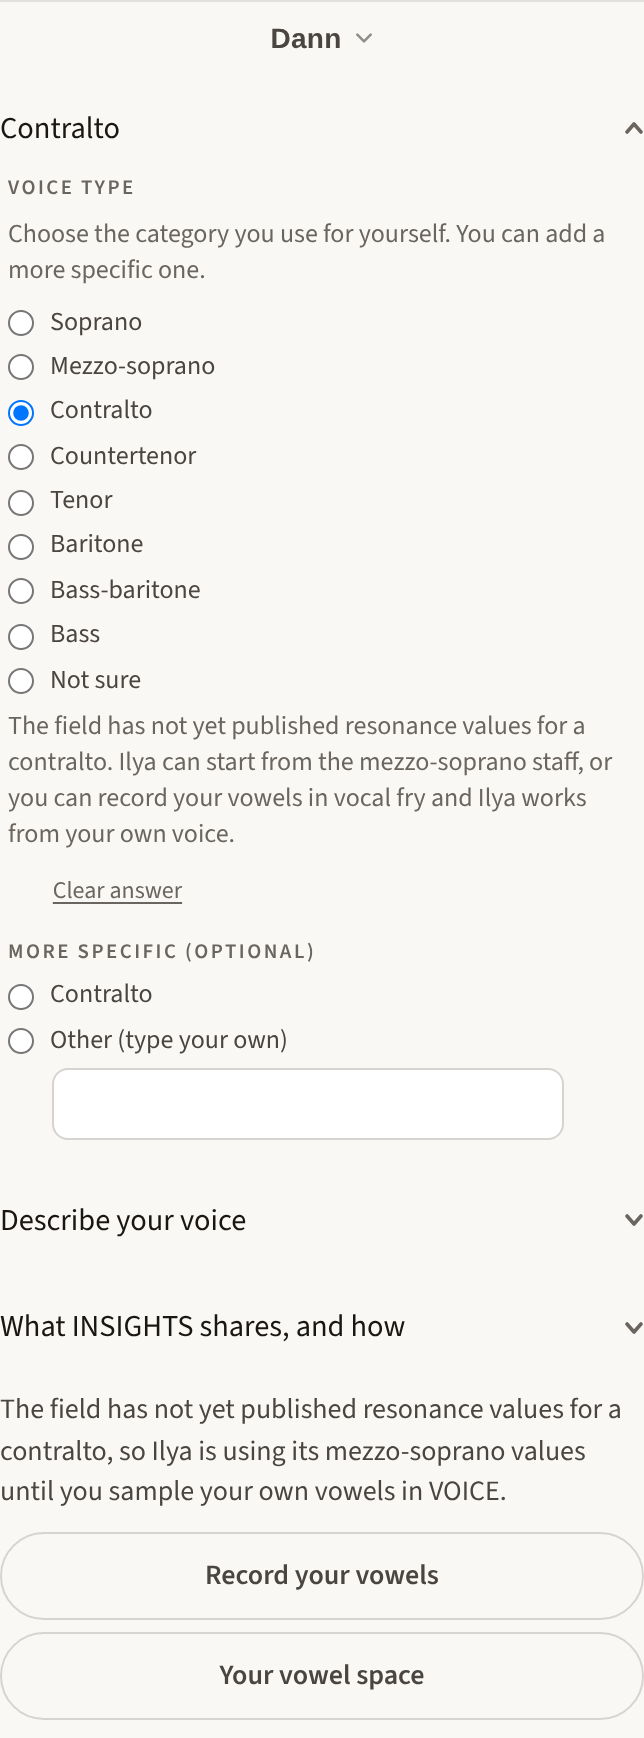 Dann
Contralto
VOICE TYPE
Choose the category you use for yourself. You can add a
more specific one.
Soprano
Mezzo-soprano
Contralto
Countertenor
Tenor
Baritone
Bass-baritone
Bass
Not sure
The field has not yet published resonance values for a
contralto. Ilya can start from the mezzo-soprano staff, or
you can record your vowels in vocal fry and Ilya works
from your own voice.
Clear answer
MORE SPECIFIC (OPTIONAL)
Contralto
Other (type your own)
Describe your voice
What INSIGHTS shares, and how
The field has not yet published resonance values for a
contralto, so Ilya is using its mezzo-soprano values
until you sample your own vowels in VOICE.
Record your vowels
Your vowel space